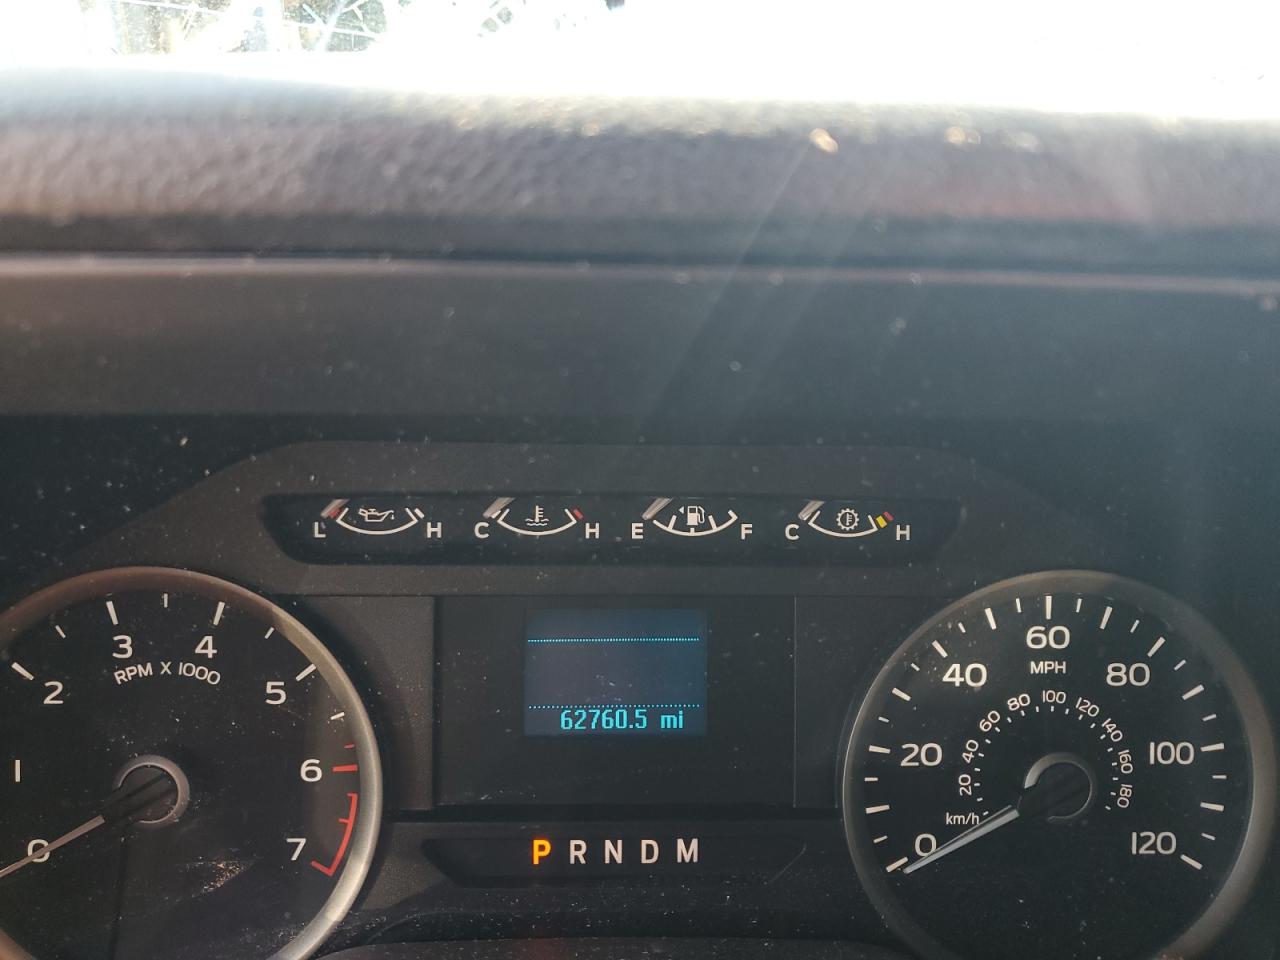 L H C H E F C H
0 1 2 3 4 5 6 7
RPM X 1000
62760.5 mi
P R N D M
0 20 40 60 80 100 120
MPH
20 40 60 80 100 120 140 160 180
km/h